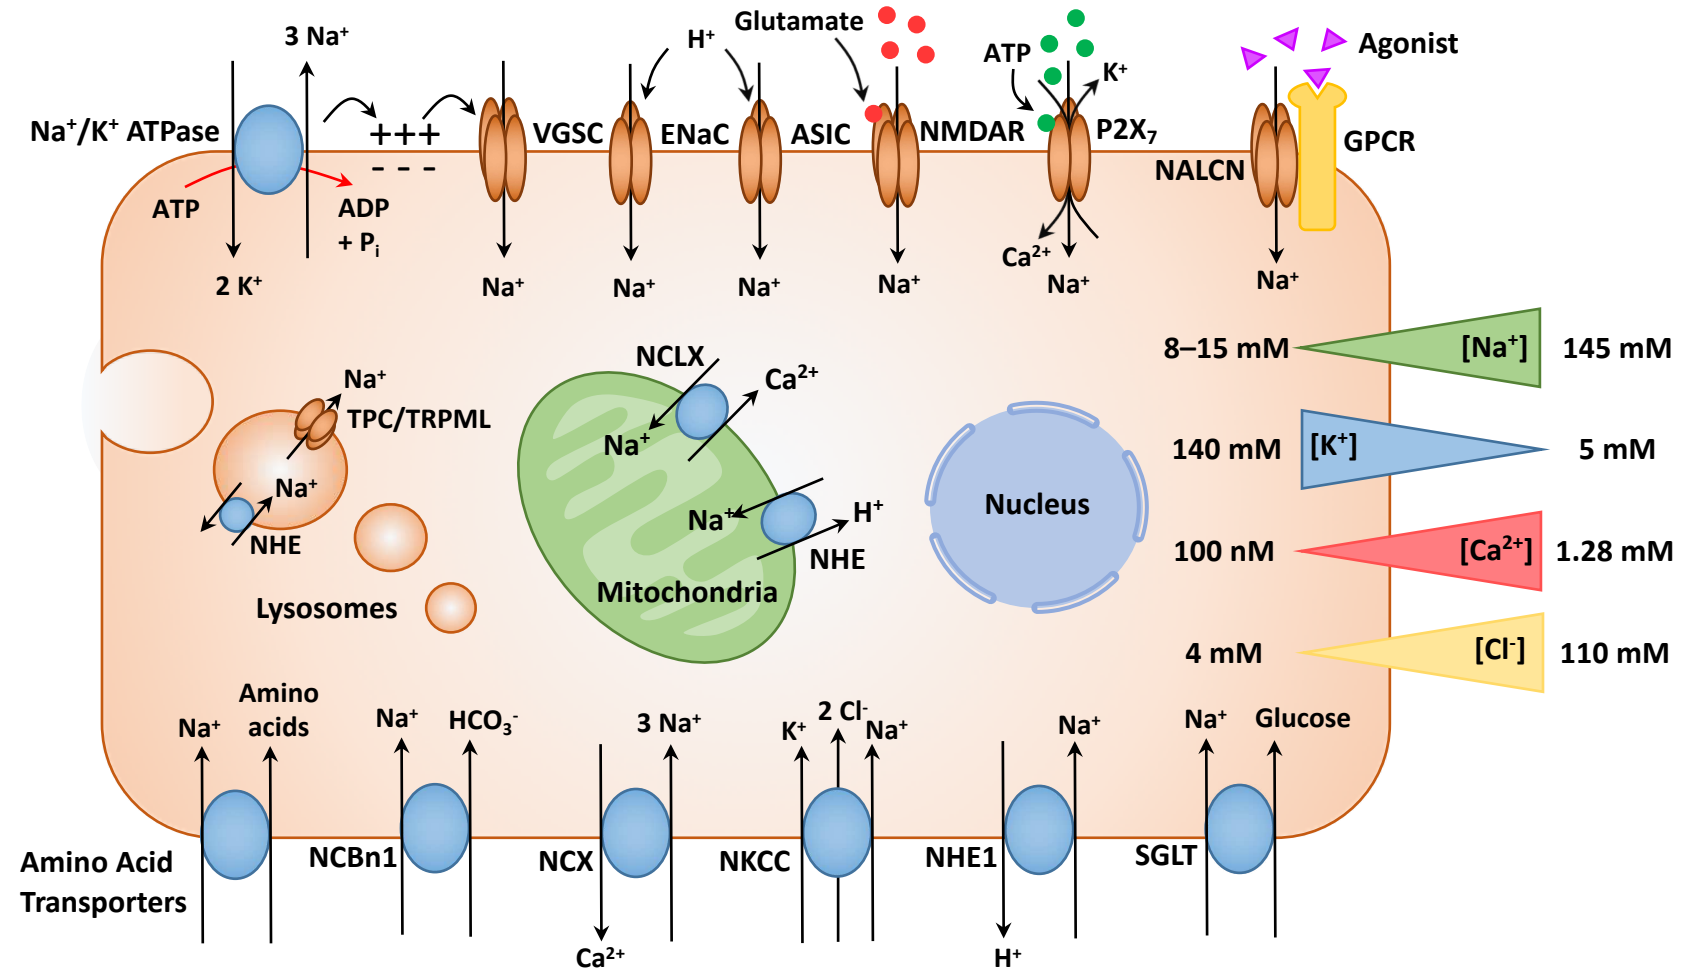 3 Na⁺
H⁺
Glutamate
ATP
K⁺
Agonist
Na⁺/K⁺ ATPase
+++
- - -
VGSC
ENaC
ASIC
NMDAR
P2X₇
NALCN
GPCR
ATP
ADP
+ Pᵢ
2 K⁺
Na⁺
Na⁺
Na⁺
Na⁺
Ca²⁺
Na⁺
Na⁺
8–15 mM
[Na⁺]
145 mM
140 mM
[K⁺]
5 mM
100 nM
[Ca²⁺]
1.28 mM
4 mM
[Cl⁻]
110 mM
Na⁺
TPC/TRPML
Na⁺
NHE
Lysosomes
NCLX
Ca²⁺
Na⁺
Na⁺
H⁺
NHE
Mitochondria
Nucleus
Na⁺
Amino
acids
Na⁺
HCO₃⁻
3 Na⁺
K⁺
2 Cl⁻
Na⁺
Na⁺
Na⁺
Glucose
Amino Acid
Transporters
NCBn1
NCX
NKCC
NHE1
SGLT
Ca²⁺
H⁺